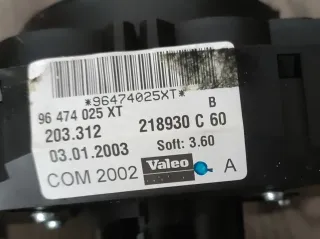 *96474025XT*
96 474 025 XT B
203.312 218930 C 60
03.01.2003 Soft: 3.60
COM 2002 Valeo A